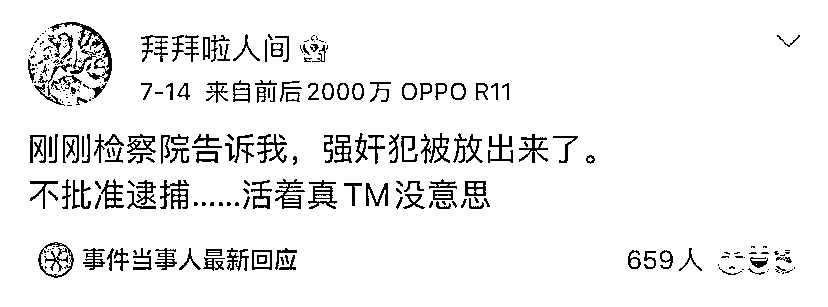 拜拜啦人间
7-14 来自前后2000万 OPPO R11
刚刚检察院告诉我，强奸犯被放出来了。
不批准逮捕......活着真TM没意思
事件当事人最新回应
659人